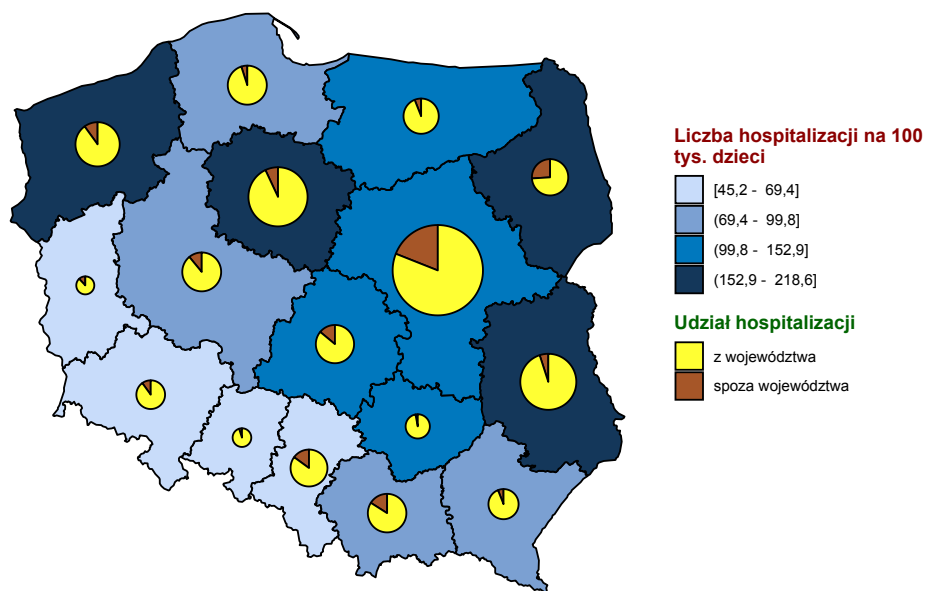 Liczba hospitalizacji na 100
tys. dzieci
[45,2 - 69,4]
(69,4 - 99,8]
(99,8 - 152,9]
(152,9 - 218,6]
Udział hospitalizacji
z województwa
spoza województwa